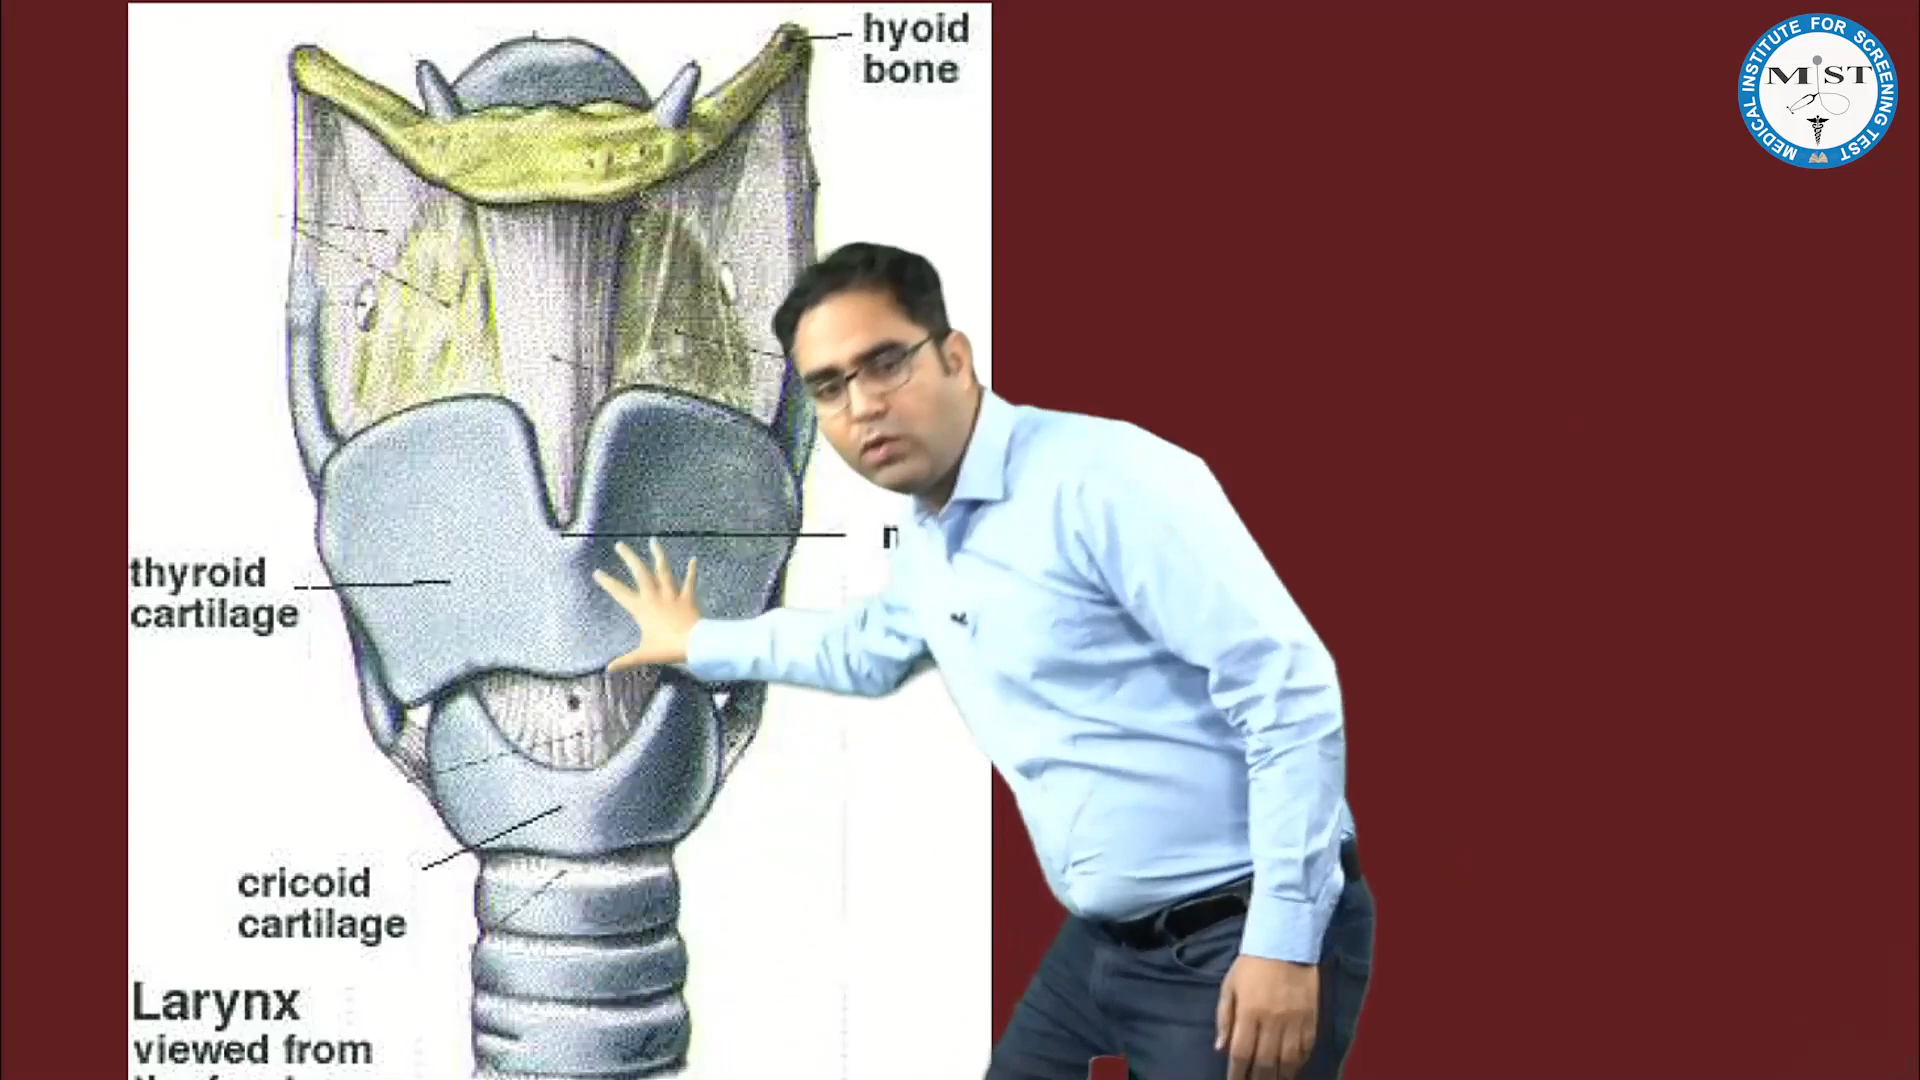 hyoid
bone
MEDICAL INSTITUTE FOR SCREENING TEST
MIST
thyroid
cartilage
cricoid
cartilage
Larynx
viewed from